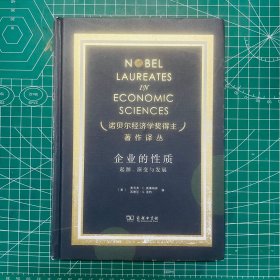 NOBEL
LAUREATES
IN
ECONOMIC
SCIENCES
诺贝尔经济学奖得主
著作译丛
企业的性质
起源、演变与发展
商务印书馆